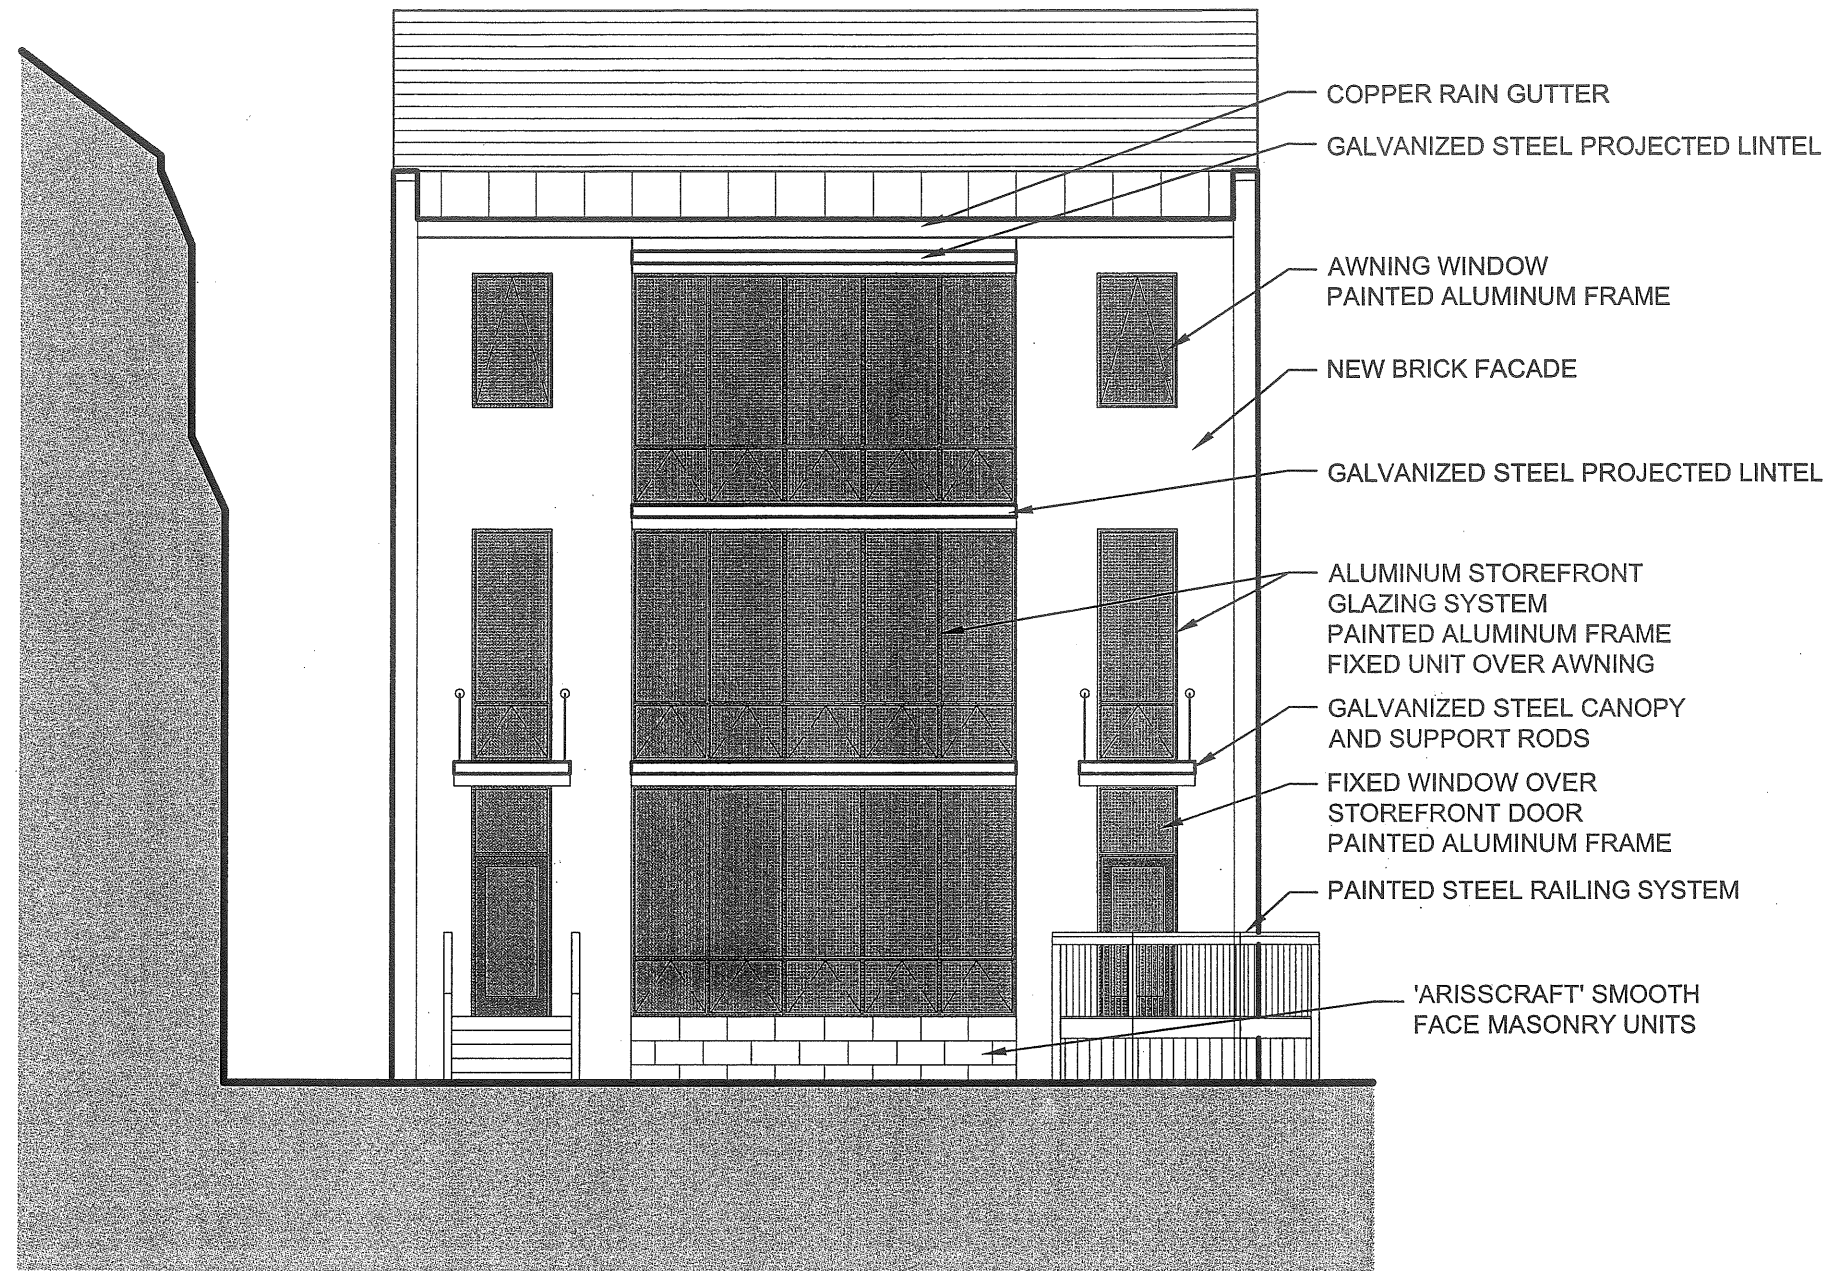 COPPER RAIN GUTTER
GALVANIZED STEEL PROJECTED LINTEL
AWNING WINDOW
PAINTED ALUMINUM FRAME
NEW BRICK FACADE
GALVANIZED STEEL PROJECTED LINTEL
ALUMINUM STOREFRONT
GLAZING SYSTEM
PAINTED ALUMINUM FRAME
FIXED UNIT OVER AWNING
GALVANIZED STEEL CANOPY
AND SUPPORT RODS
FIXED WINDOW OVER
STOREFRONT DOOR
PAINTED ALUMINUM FRAME
PAINTED STEEL RAILING SYSTEM
'ARISSCRAFT' SMOOTH
FACE MASONRY UNITS